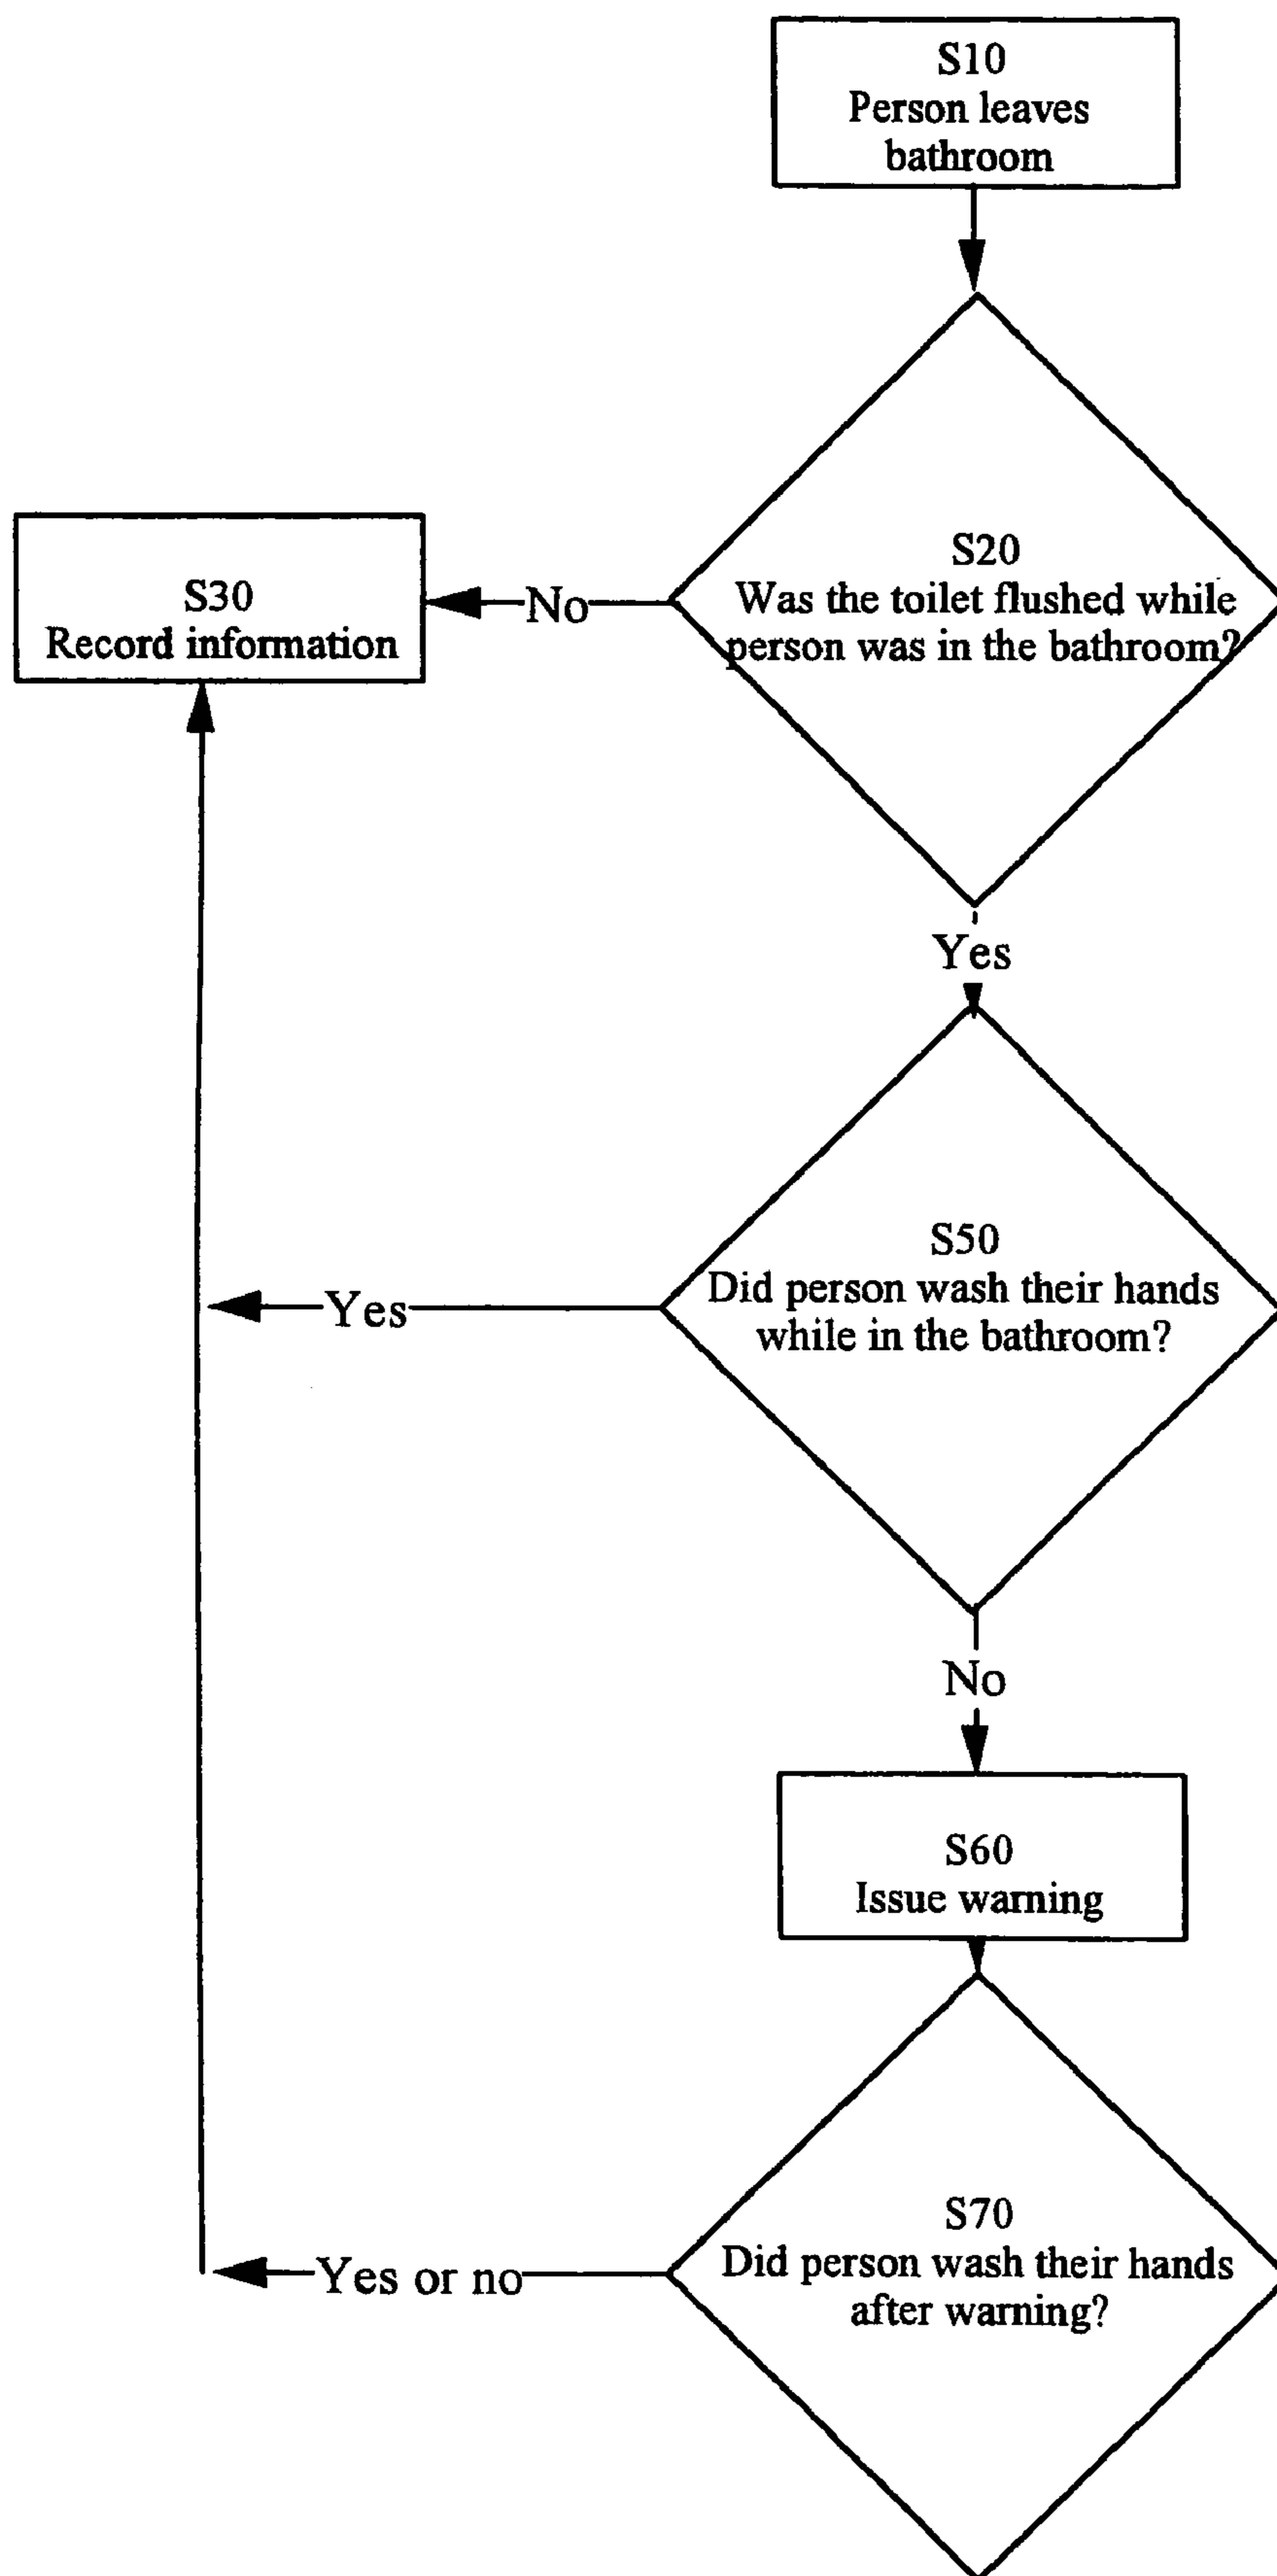 S10
Person leaves
bathroom
S20
Was the toilet flushed while
person was in the bathroom?
No
S30
Record information
Yes
S50
Did person wash their hands
while in the bathroom?
Yes
No
S60
Issue warning
S70
Did person wash their hands
after warning?
Yes or no